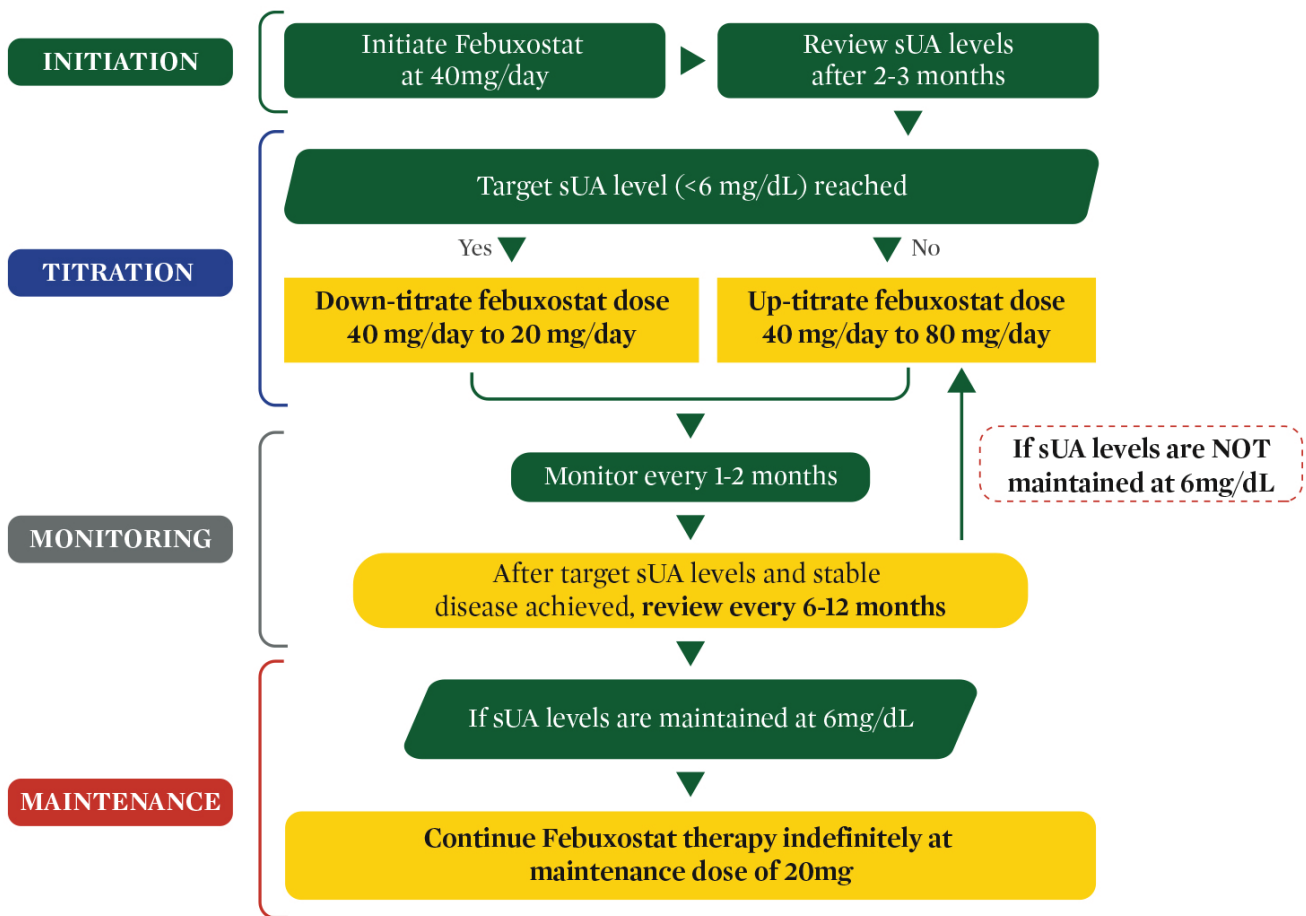 INITIATION
Initiate Febuxostat
at 40mg/day
Review sUA levels
after 2-3 months
TITRATION
Target sUA level (<6 mg/dL) reached
Yes
No
Down-titrate febuxostat dose
40 mg/day to 20 mg/day
Up-titrate febuxostat dose
40 mg/day to 80 mg/day
MONITORING
Monitor every 1-2 months
If sUA levels are NOT
maintained at 6mg/dL
After target sUA levels and stable
disease achieved, review every 6-12 months
MAINTENANCE
If sUA levels are maintained at 6mg/dL
Continue Febuxostat therapy indefinitely at
maintenance dose of 20mg